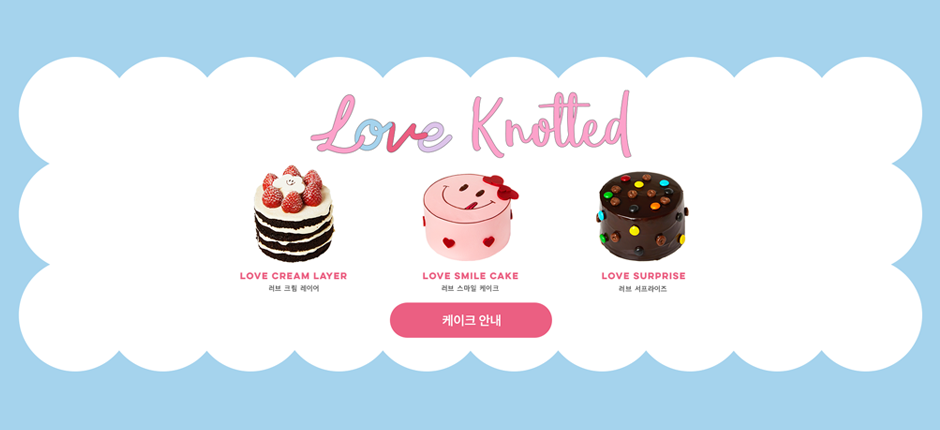 Love Knotted
LOVE CREAM LAYER
러브 크림 레이어
LOVE SMILE CAKE
러브 스마일 케이크
LOVE SURPRISE
러브 서프라이즈
케이크 안내